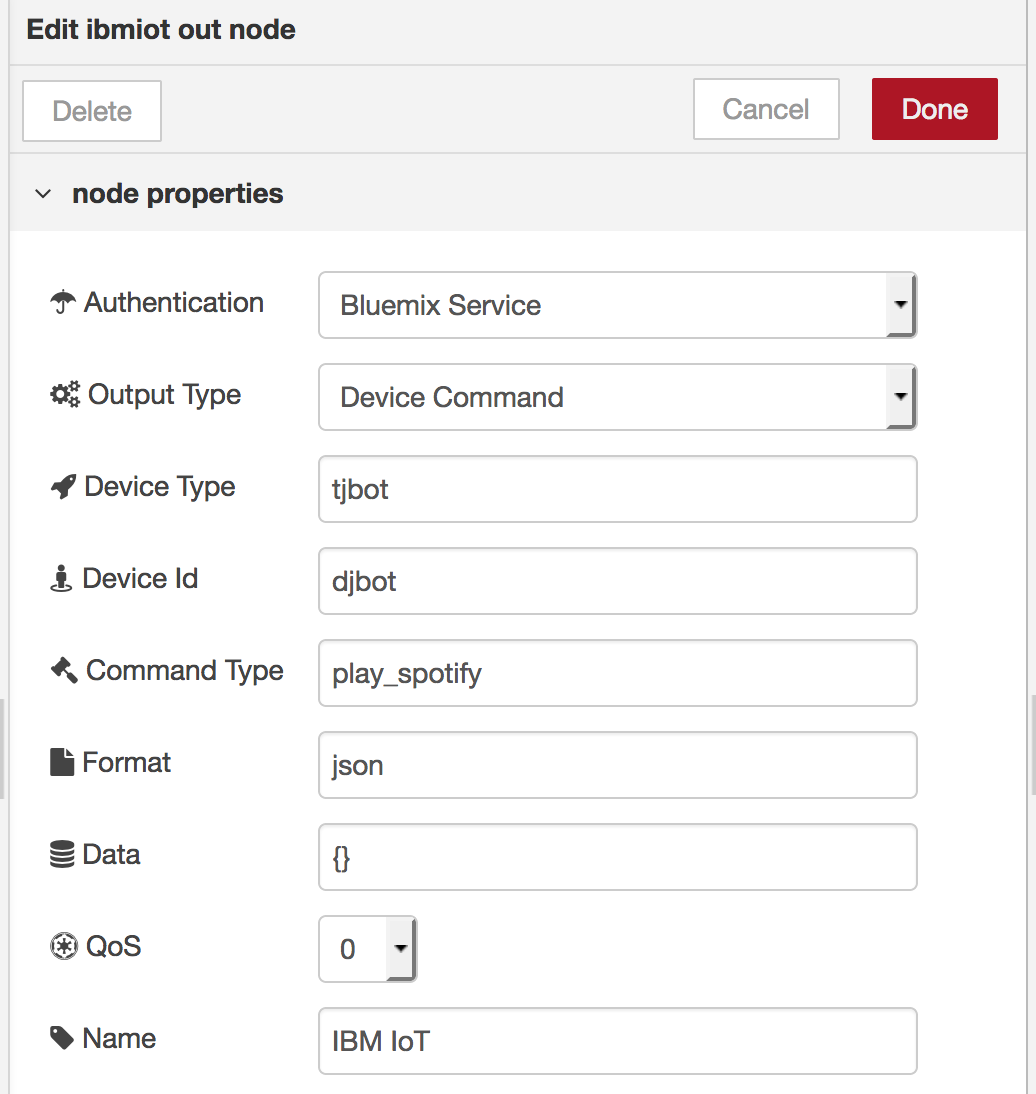 Edit ibmiot out node
Delete Cancel Done
node properties
Authentication Bluemix Service
Output Type Device Command
Device Type tjbot
Device Id djbot
Command Type play_spotify
Format json
Data {}
QoS 0
Name IBM IoT